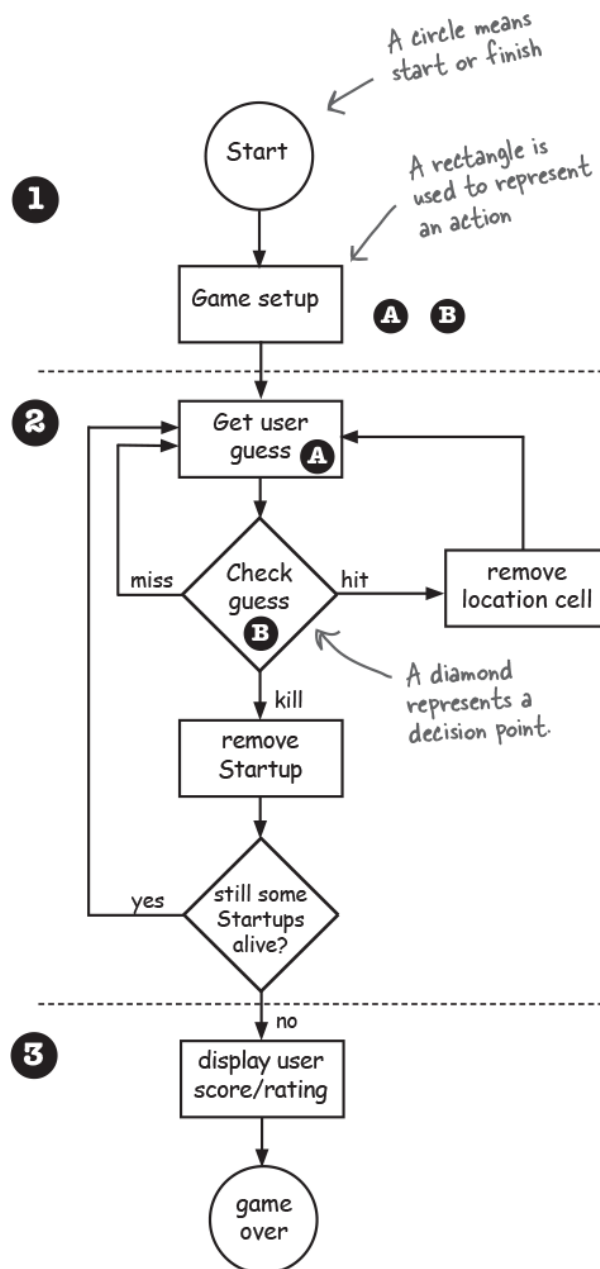 A circle means
start or finish
Start
A rectangle is
used to represent
an action
1
Game setup
A B
2
Get user
guess A
miss
Check
guess
B
hit
remove
location cell
A diamond
represents a
decision point.
kill
remove
Startup
yes
still some
Startups
alive?
no
3
display user
score/rating
game
over